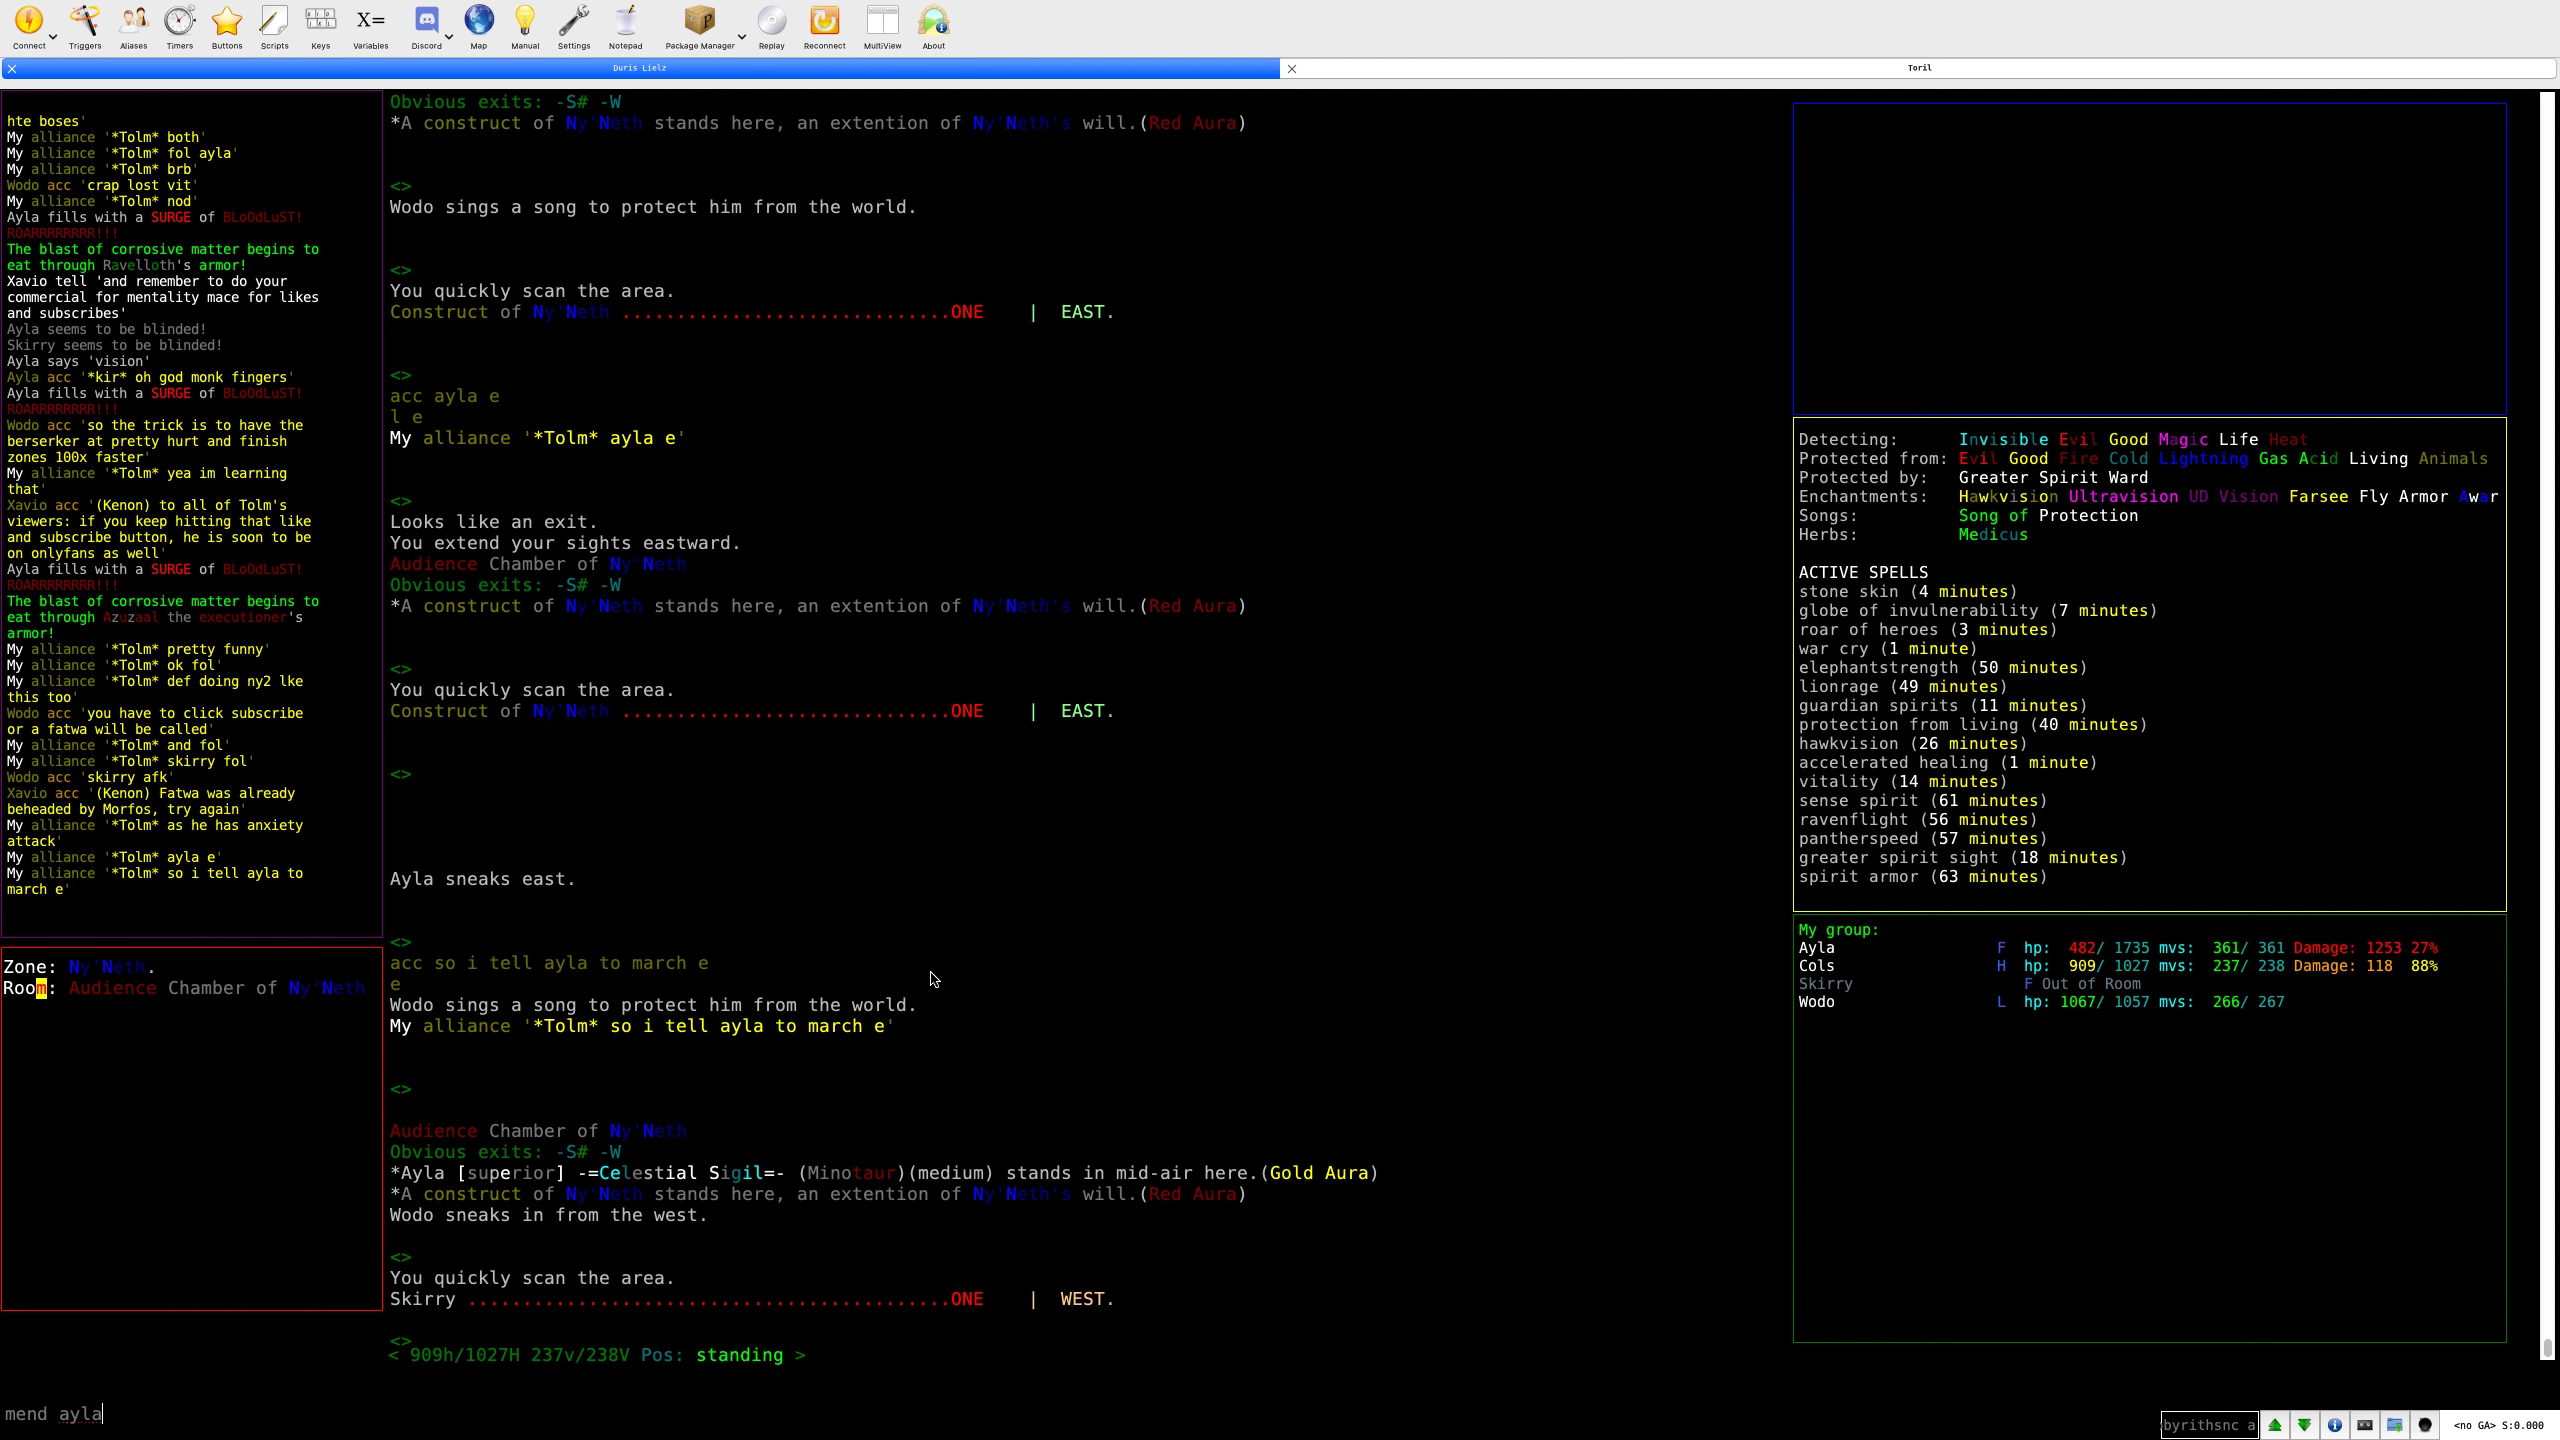 Connect
Triggers
Aliases
Timers
Buttons
Scripts
Keys
X=
Variables
Discord
Map
Manual
Settings
Notepad
Package Manager
Replay
Reconnect
MultiView
About
Duris Lielz
Toril
hte boses'
My alliance '*Tolm* both'
My alliance '*Tolm* fol ayla'
My alliance '*Tolm* brb'
Wodo acc 'crap lost vit'
My alliance '*Tolm* nod'
Ayla fills with a SURGE of BLoOdLuST!
ROARRRRRRRR!!!
The blast of corrosive matter begins to
eat through Ravelloth's armor!
Xavio tell 'and remember to do your
commercial for mentality mace for likes
and subscribes'
Ayla seems to be blinded!
Skirry seems to be blinded!
Ayla says 'vision'
Ayla acc '*kir* oh god monk fingers'
Ayla fills with a SURGE of BLoOdLuST!
ROARRRRRRRR!!!
Wodo acc 'so the trick is to have the
berserker at pretty hurt and finish
zones 100x faster'
My alliance '*Tolm* yea im learning
that'
Xavio acc '(Kenon) to all of Tolm's
viewers: if you keep hitting that like
and subscribe button, he is soon to be
on onlyfans as well'
Ayla fills with a SURGE of BLoOdLuST!
ROARRRRRRRR!!!
The blast of corrosive matter begins to
eat through Azuzaal the executioner's
armor!
My alliance '*Tolm* pretty funny'
My alliance '*Tolm* ok fol'
My alliance '*Tolm* def doing ny2 lke
this too'
Wodo acc 'you have to click subscribe
or a fatwa will be called'
My alliance '*Tolm* and fol'
My alliance '*Tolm* skirry fol'
Wodo acc 'skirry afk'
Xavio acc '(Kenon) Fatwa was already
beheaded by Morfos, try again'
My alliance '*Tolm* as he has anxiety
attack'
My alliance '*Tolm* ayla e'
My alliance '*Tolm* so i tell ayla to
march e'
Zone: Ny'Neth.
Room: Audience Chamber of Ny'Neth
Obvious exits: -S# -W
*A construct of Ny'Neth stands here, an extention of Ny'Neth's will.(Red Aura)
<>
Wodo sings a song to protect him from the world.
<>
You quickly scan the area.
Construct of Ny'Neth ..............................ONE | EAST.
<>
acc ayla e
l e
My alliance '*Tolm* ayla e'
<>
Looks like an exit.
You extend your sights eastward.
Audience Chamber of Ny'Neth
Obvious exits: -S# -W
*A construct of Ny'Neth stands here, an extention of Ny'Neth's will.(Red Aura)
<>
You quickly scan the area.
Construct of Ny'Neth ..............................ONE | EAST.
<>
Ayla sneaks east.
<>
acc so i tell ayla to march e
e
Wodo sings a song to protect him from the world.
My alliance '*Tolm* so i tell ayla to march e'
<>
Audience Chamber of Ny'Neth
Obvious exits: -S# -W
*Ayla [superior] -=Celestial Sigil=- (Minotaur)(medium) stands in mid-air here.(Gold Aura)
*A construct of Ny'Neth stands here, an extention of Ny'Neth's will.(Red Aura)
Wodo sneaks in from the west.
<>
You quickly scan the area.
Skirry ............................................ONE | WEST.
<>
< 909h/1027H 237v/238V Pos: standing >
Detecting: Invisible Evil Good Magic Life Heat
Protected from: Evil Good Fire Cold Lightning Gas Acid Living Animals
Protected by: Greater Spirit Ward
Enchantments: Hawkvision Ultravision UD Vision Farsee Fly Armor Awar
Songs: Song of Protection
Herbs: Medicus
ACTIVE SPELLS
stone skin (4 minutes)
globe of invulnerability (7 minutes)
roar of heroes (3 minutes)
war cry (1 minute)
elephantstrength (50 minutes)
lionrage (49 minutes)
guardian spirits (11 minutes)
protection from living (40 minutes)
hawkvision (26 minutes)
accelerated healing (1 minute)
vitality (14 minutes)
sense spirit (61 minutes)
ravenflight (56 minutes)
pantherspeed (57 minutes)
greater spirit sight (18 minutes)
spirit armor (63 minutes)
My group:
Ayla F hp: 482/ 1735 mvs: 361/ 361 Damage: 1253 27%
Cols H hp: 909/ 1027 mvs: 237/ 238 Damage: 118 88%
Skirry F Out of Room
Wodo L hp: 1067/ 1057 mvs: 266/ 267
mend ayla
byrithsnc a
<no GA> S:0.000